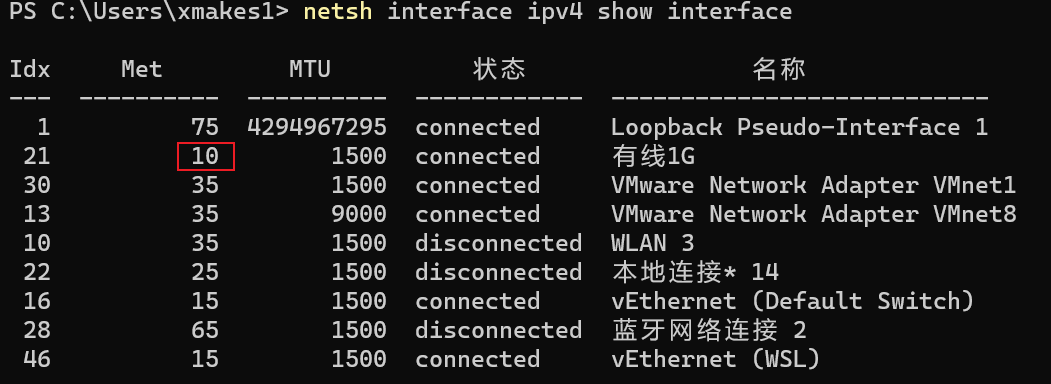 PS C:\Users\xmakes1> netsh interface ipv4 show interface
Idx     Met         MTU          状态                名称
---  ----------  ----------  ------------  ---------------------------
  1          75  4294967295  connected     Loopback Pseudo-Interface 1
 21          10        1500  connected     有线1G
 30          35        1500  connected     VMware Network Adapter VMnet1
 13          35        9000  connected     VMware Network Adapter VMnet8
 10          35        1500  disconnected  WLAN 3
 22          25        1500  disconnected  本地连接* 14
 16          15        1500  connected     vEthernet (Default Switch)
 28          65        1500  disconnected  蓝牙网络连接 2
 46          15        1500  connected     vEthernet (WSL)